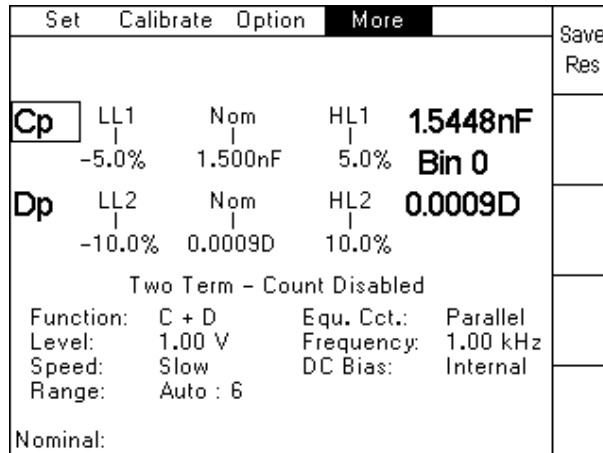 Set Calibrate Option More
Save
Res
Cp LL1 Nom HL1 1.5448nF
-5.0% 1.500nF 5.0% Bin 0
Dp LL2 Nom HL2 0.0009D
-10.0% 0.0009D 10.0%
Two Term - Count Disabled
Function: C + D Equ. Cct.: Parallel
Level: 1.00 V Frequency: 1.00 kHz
Speed: Slow DC Bias: Internal
Range: Auto : 6
Nominal: